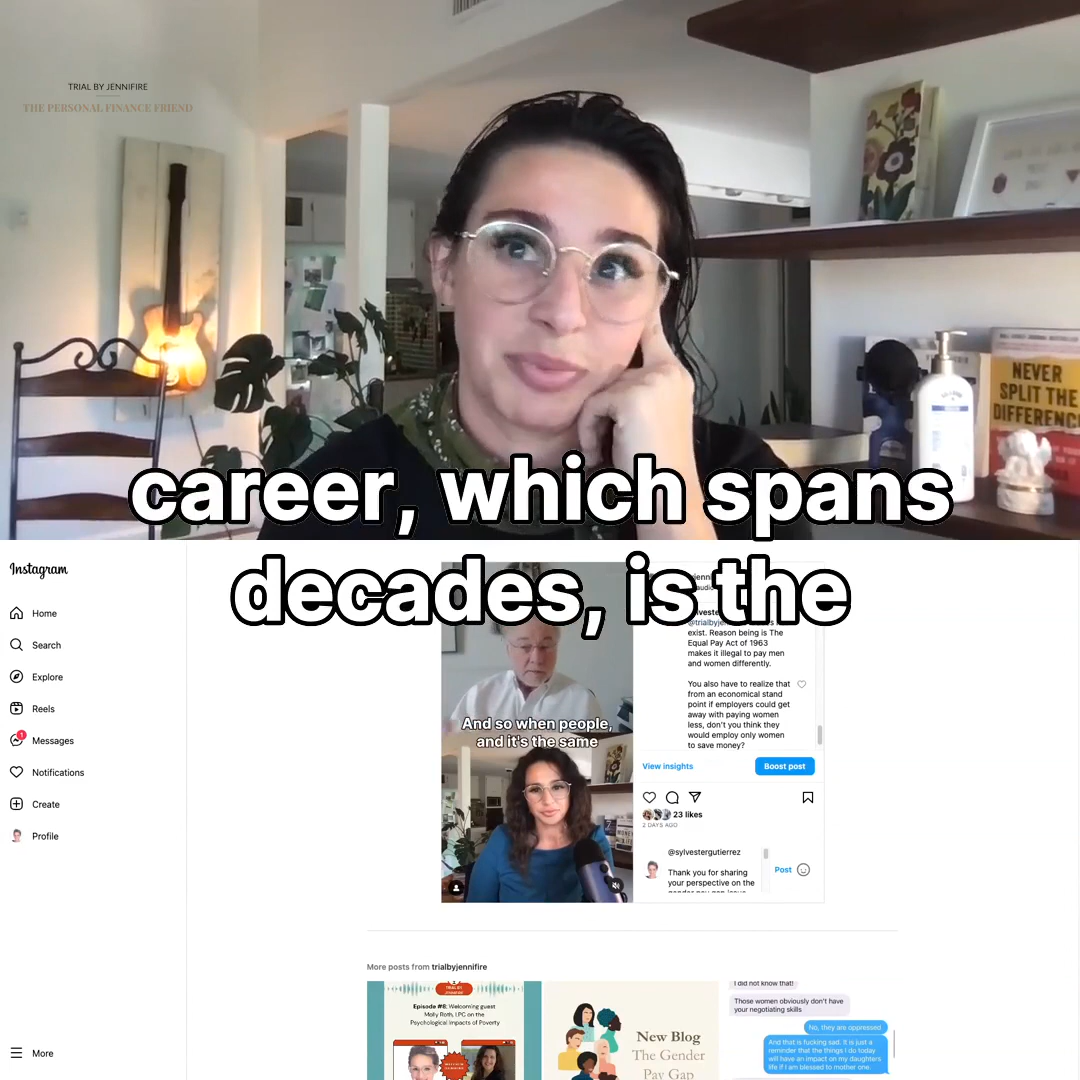 TRIAL BY JENNIFIRE
THE PERSONAL FINANCE FRIEND
NEVER
SPLIT THE
DIFFERENCE
career, which spans
decades, is the
Instagram
Home
Search
Explore
Reels
1
Messages
Notifications
Create
Profile
More
And so when people,
and it's the same
exist. Reason being is The
Equal Pay Act of 1963
makes it illegal to pay men
and women differently.
You also have to realize that
from an economical stand
point if employers could get
away with paying women
less, don't you think they
would employ only women
to save money?
View insights
Boost post
23 likes
2 DAYS AGO
@sylvestergutierrez
Thank you for sharing
your perspective on the
Post
More posts from trialbyjennifire
TRIAL BY
JENNIFIRE
Episode #8: Welcoming guest
Molly Roth, LPC on the
Psychological Impacts of Poverty
New Blog
The Gender
Pay Gap
I did not know that!
Those women obviously don't have
your negotiating skills
No, they are oppressed
And that is fucking sad. It is just a
reminder that the things I do today
will have an impact on my daughters
life if I am blessed to mother one.